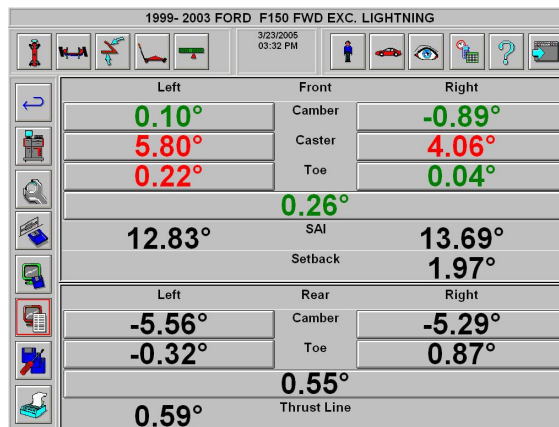 1999- 2003 FORD F150 FWD EXC. LIGHTNING
3/23/2005
03:32 PM
Left Front Right
0.10° Camber -0.89°
5.80° Caster 4.06°
0.22° Toe 0.04°
0.26°
12.83° SAI 13.69°
Setback 1.97°
Left Rear Right
-5.56° Camber -5.29°
-0.32° Toe 0.87°
0.55°
0.59° Thrust Line